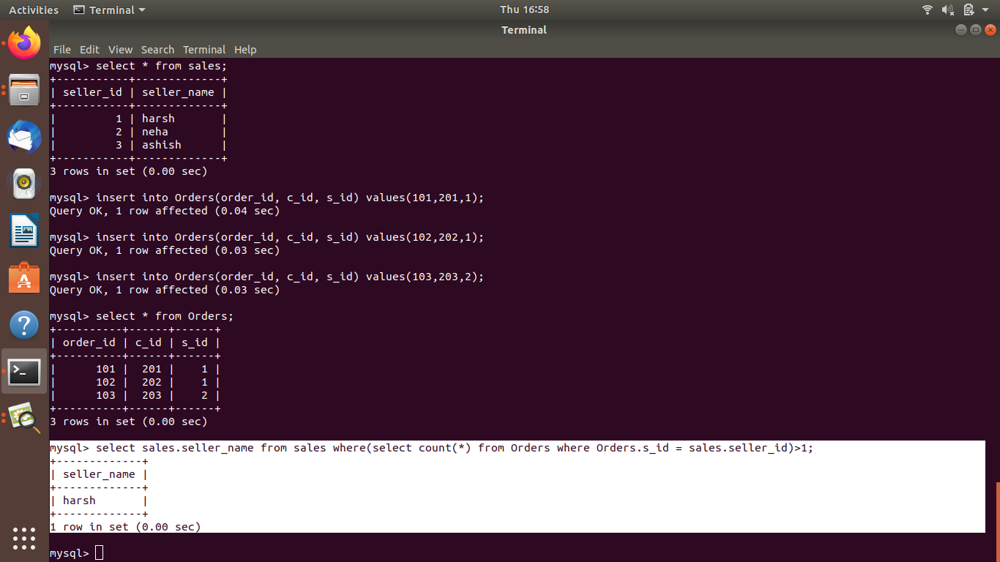 Activities Terminal Thu 16:58
Terminal
File Edit View Search Terminal Help
mysql> select * from sales;
+-----------+-------------+
| seller_id | seller_name |
+-----------+-------------+
|         1 | harsh       |
|         2 | neha        |
|         3 | ashish      |
+-----------+-------------+
3 rows in set (0.00 sec)

mysql> insert into Orders(order_id, c_id, s_id) values(101,201,1);
Query OK, 1 row affected (0.04 sec)

mysql> insert into Orders(order_id, c_id, s_id) values(102,202,1);
Query OK, 1 row affected (0.03 sec)

mysql> insert into Orders(order_id, c_id, s_id) values(103,203,2);
Query OK, 1 row affected (0.03 sec)

mysql> select * from Orders;
+----------+------+------+
| order_id | c_id | s_id |
+----------+------+------+
|      101 |  201 |    1 |
|      102 |  202 |    1 |
|      103 |  203 |    2 |
+----------+------+------+
3 rows in set (0.00 sec)

mysql> select sales.seller_name from sales where(select count(*) from Orders where Orders.s_id = sales.seller_id)>1;
+-------------+
| seller_name |
+-------------+
| harsh       |
+-------------+
1 row in set (0.00 sec)

mysql>